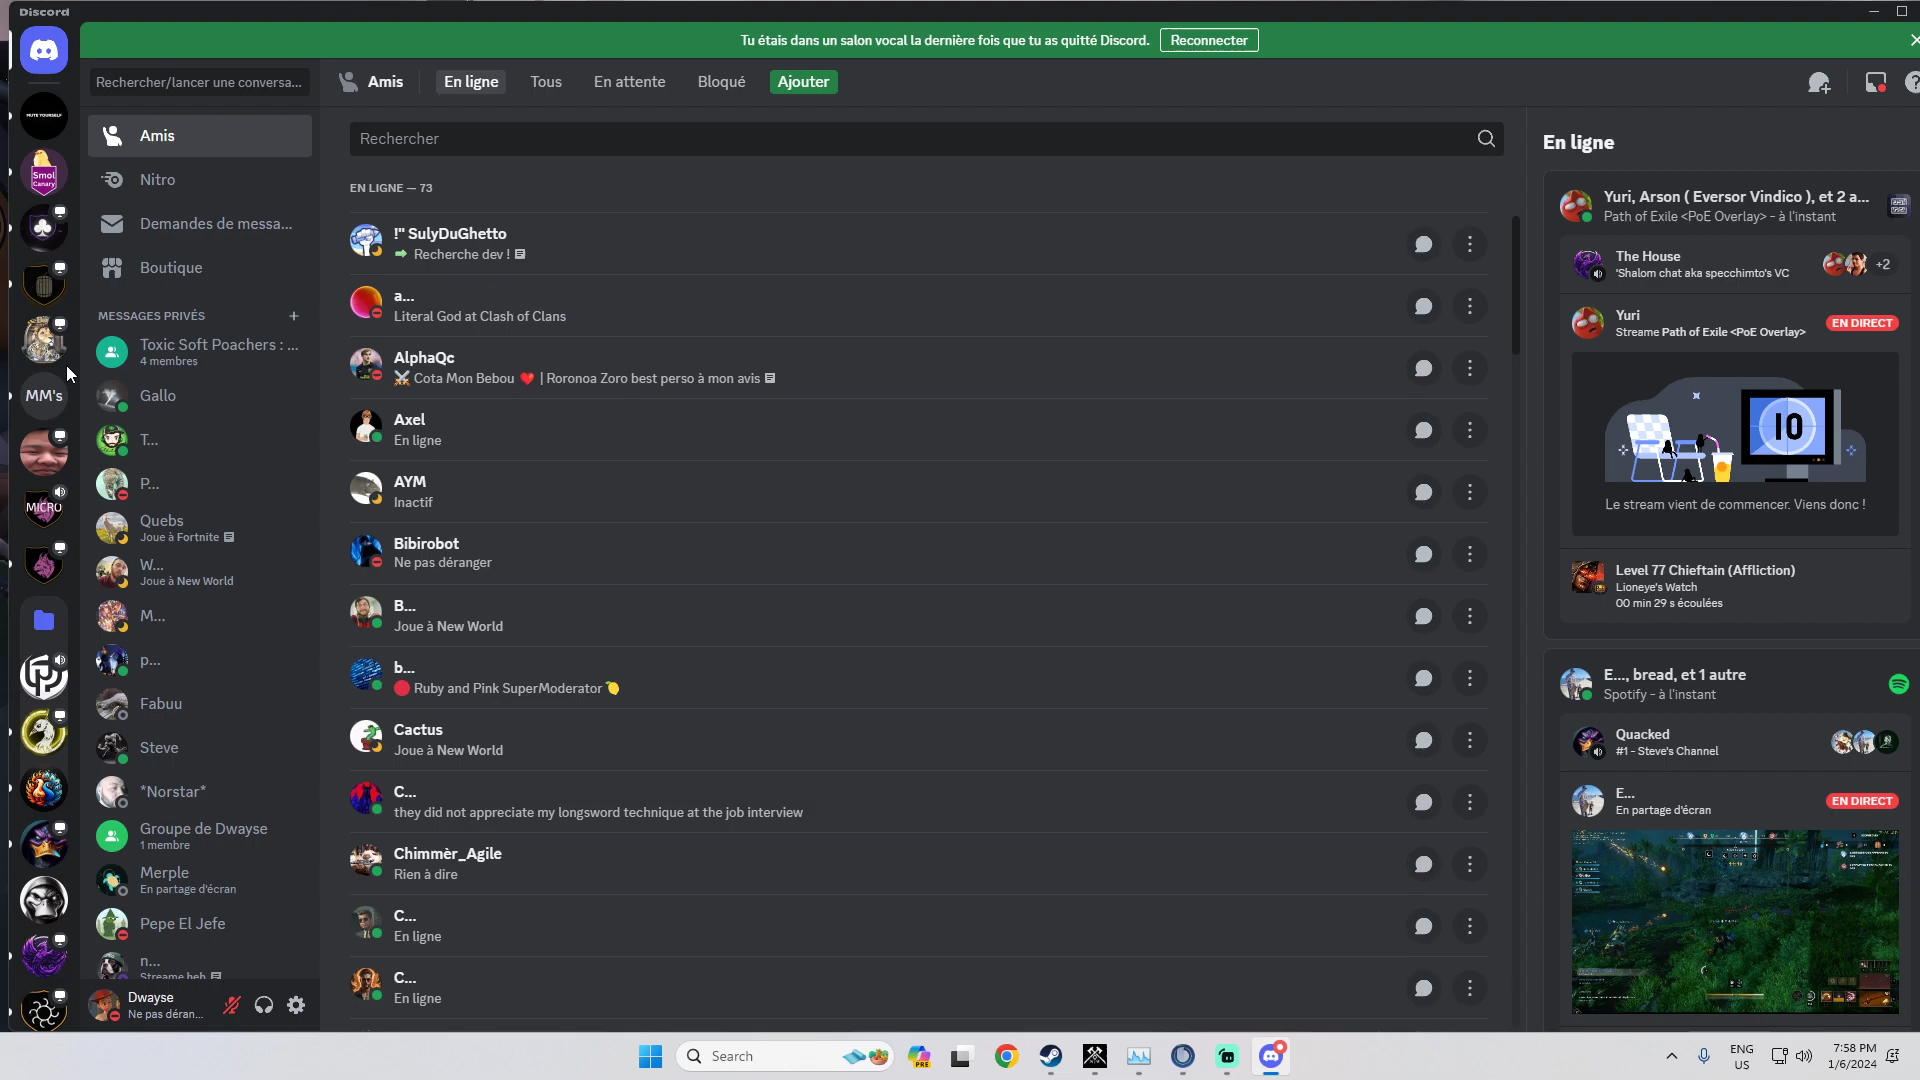 Discord
Tu étais dans un salon vocal la dernière fois que tu as quitté Discord.
Reconnecter
Rechercher/lancer une conversa...
Amis
En ligne
Tous
En attente
Bloqué
Ajouter
MUTE YOURSELF
Smol
Canary
MM's
MICRO
Amis
Nitro
Demandes de messa...
Boutique
MESSAGES PRIVÉS
Toxic Soft Poachers : ...
4 membres
Gallo
T...
P...
Quebs
Joue à Fortnite
W...
Joue à New World
M...
p...
Fabuu
Steve
*Norstar*
Groupe de Dwayse
1 membre
Merple
En partage d'écran
Pepe El Jefe
n...
Streame heh
Dwayse
Ne pas déran...
Rechercher
EN LIGNE — 73
!" SulyDuGhetto
Recherche dev !
a...
Literal God at Clash of Clans
AlphaQc
Cota Mon Bebou ❤️ | Roronoa Zoro best perso à mon avis
Axel
En ligne
AYM
Inactif
Bibirobot
Ne pas déranger
B...
Joue à New World
b...
Ruby and Pink SuperModerator
Cactus
Joue à New World
C...
they did not appreciate my longsword technique at the job interview
Chimmèr_Agile
Rien à dire
C...
En ligne
C...
En ligne
En ligne
Yuri, Arson ( Eversor Vindico ), et 2 a...
Path of Exile <PoE Overlay> - à l'instant
The House
'Shalom chat aka specchimto's VC
+2
Yuri
Streame Path of Exile <PoE Overlay>
EN DIRECT
10
Le stream vient de commencer. Viens donc !
Level 77 Chieftain (Affliction)
Lioneye's Watch
00 min 29 s écoulées
E..., bread, et 1 autre
Spotify - à l'instant
Quacked
#1 - Steve's Channel
E...
En partage d'écran
EN DIRECT
Search
PRE
ENG
US
7:58 PM
1/6/2024